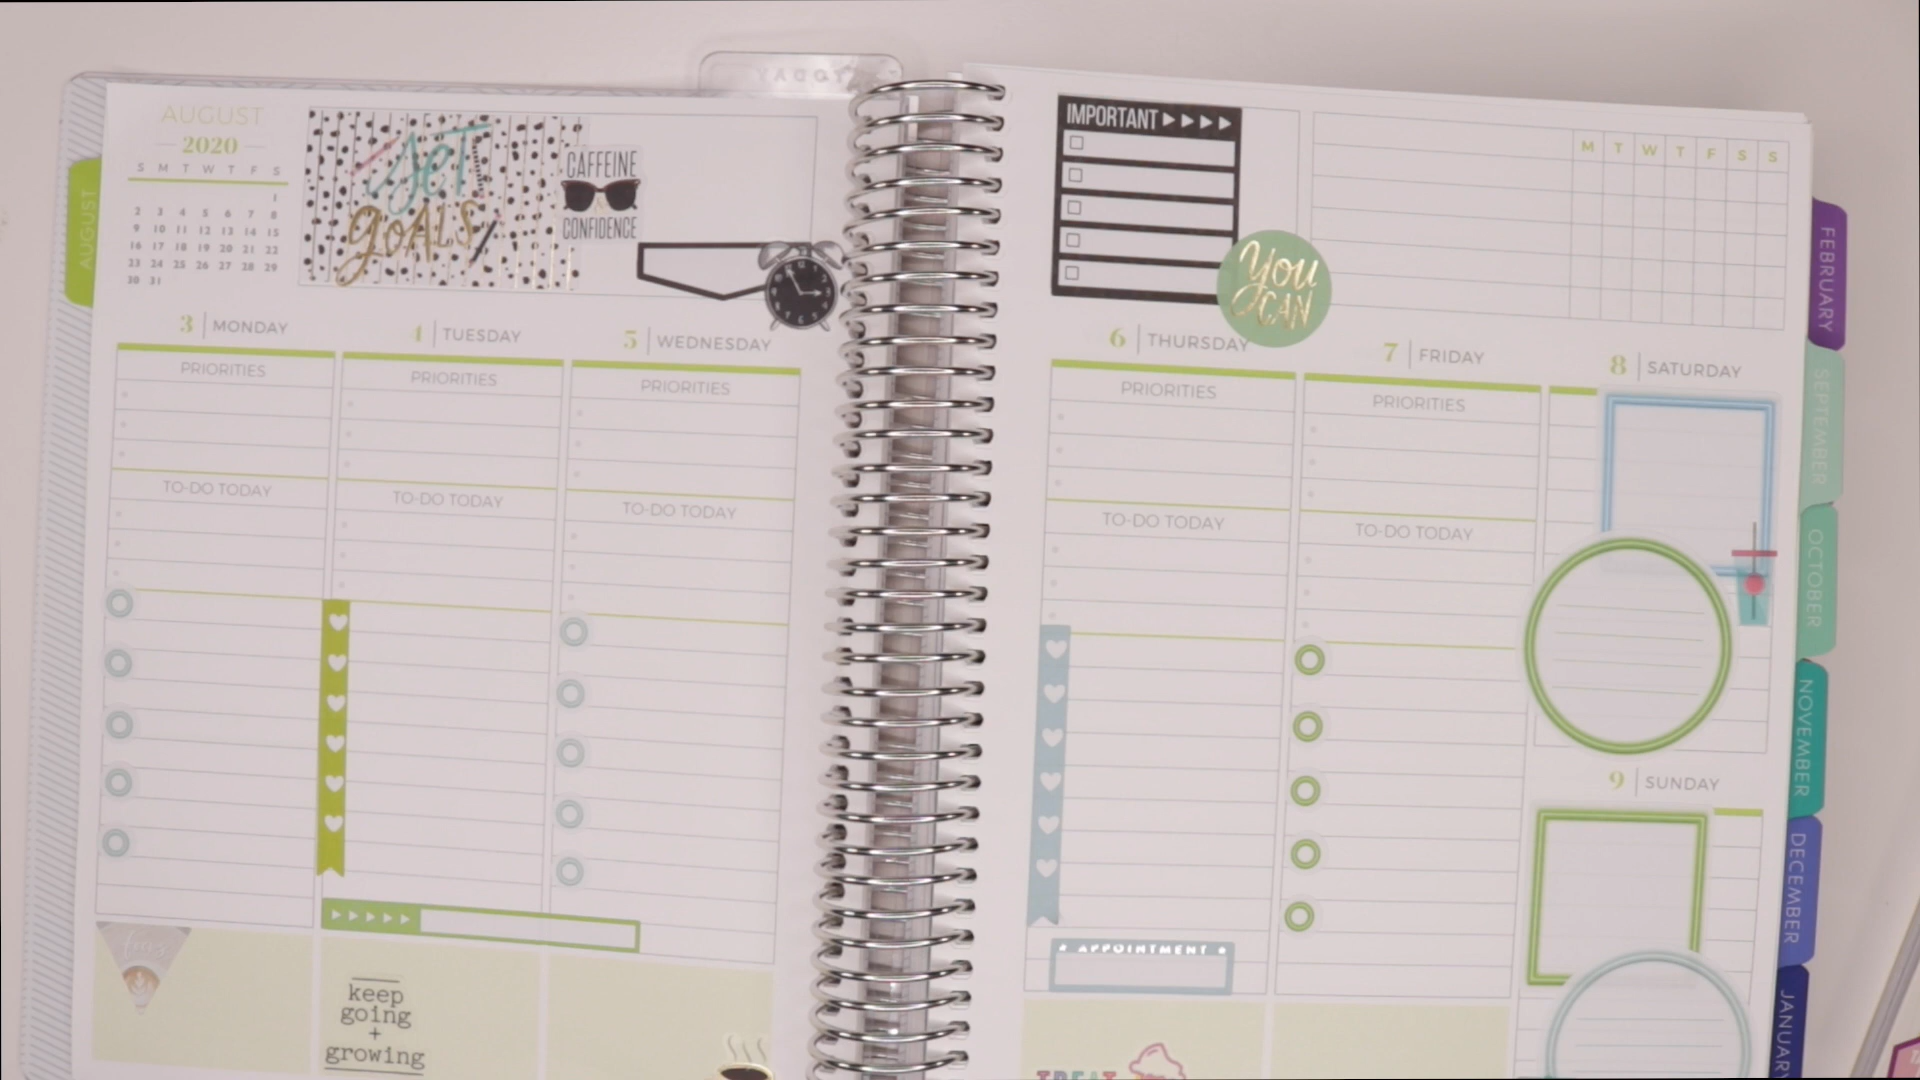 TODAY
AUGUST
2020
S M T W T F S
1
2 3 4 5 6 7 8
9 10 11 12 13 14 15
16 17 18 19 20 21 22
23 24 25 26 27 28 29
30 31
AUGUST
SET
GOALS
CAFFEINE
CONFIDENCE
3 | MONDAY
4 | TUESDAY
5 | WEDNESDAY
PRIORITIES
PRIORITIES
PRIORITIES
TO-DO TODAY
TO-DO TODAY
TO-DO TODAY
focus
keep
going
+
growing
IMPORTANT
YOU
CAN
M T W T F S S
6 | THURSDAY
7 | FRIDAY
8 | SATURDAY
PRIORITIES
PRIORITIES
TO-DO TODAY
TO-DO TODAY
9 | SUNDAY
APPOINTMENT
TREAT
FEBRUARY
SEPTEMBER
OCTOBER
NOVEMBER
DECEMBER
JANUARY